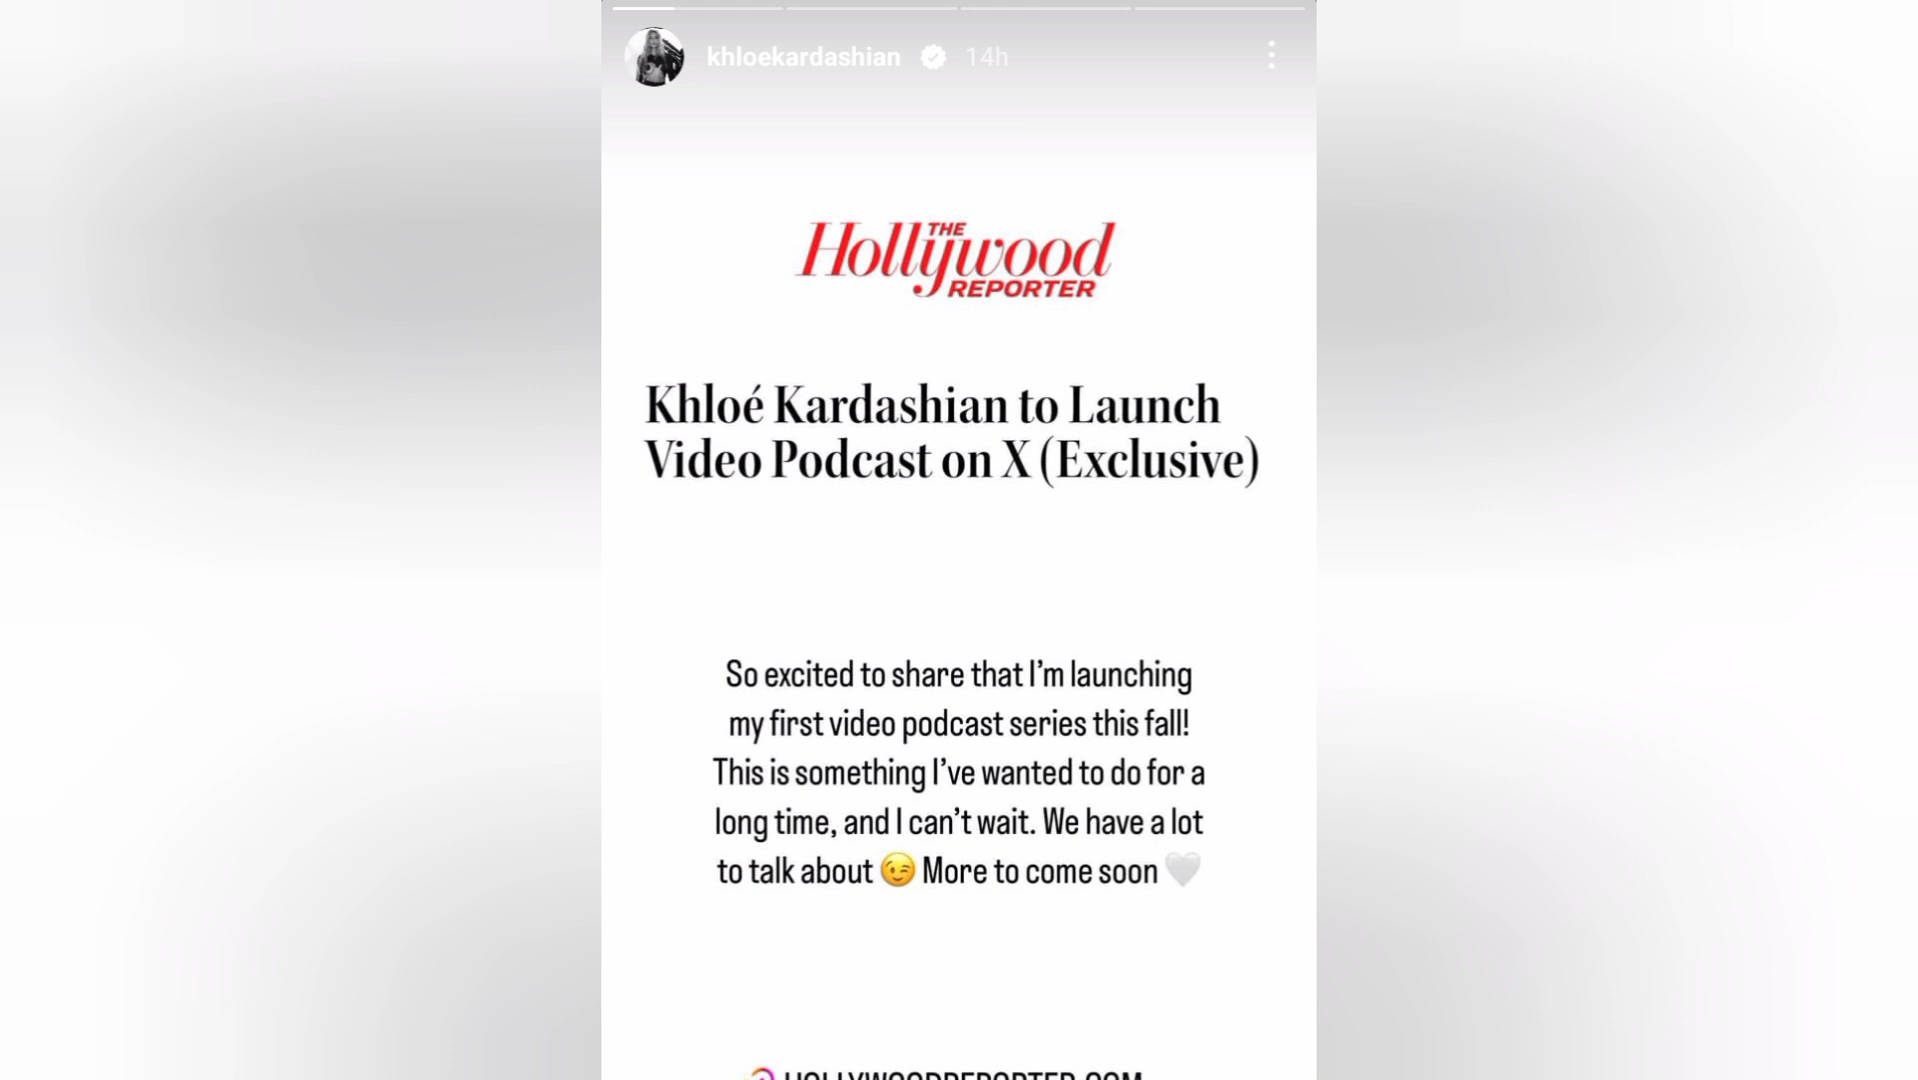 khloekardashian 14h
THE
Hollywood
REPORTER
Khloé Kardashian to Launch
Video Podcast on X (Exclusive)
So excited to share that I’m launching
my first video podcast series this fall!
This is something I’ve wanted to do for a
long time, and I can’t wait. We have a lot
to talk about 😉 More to come soon 🤍
HOLLYWOODREPORTER.COM